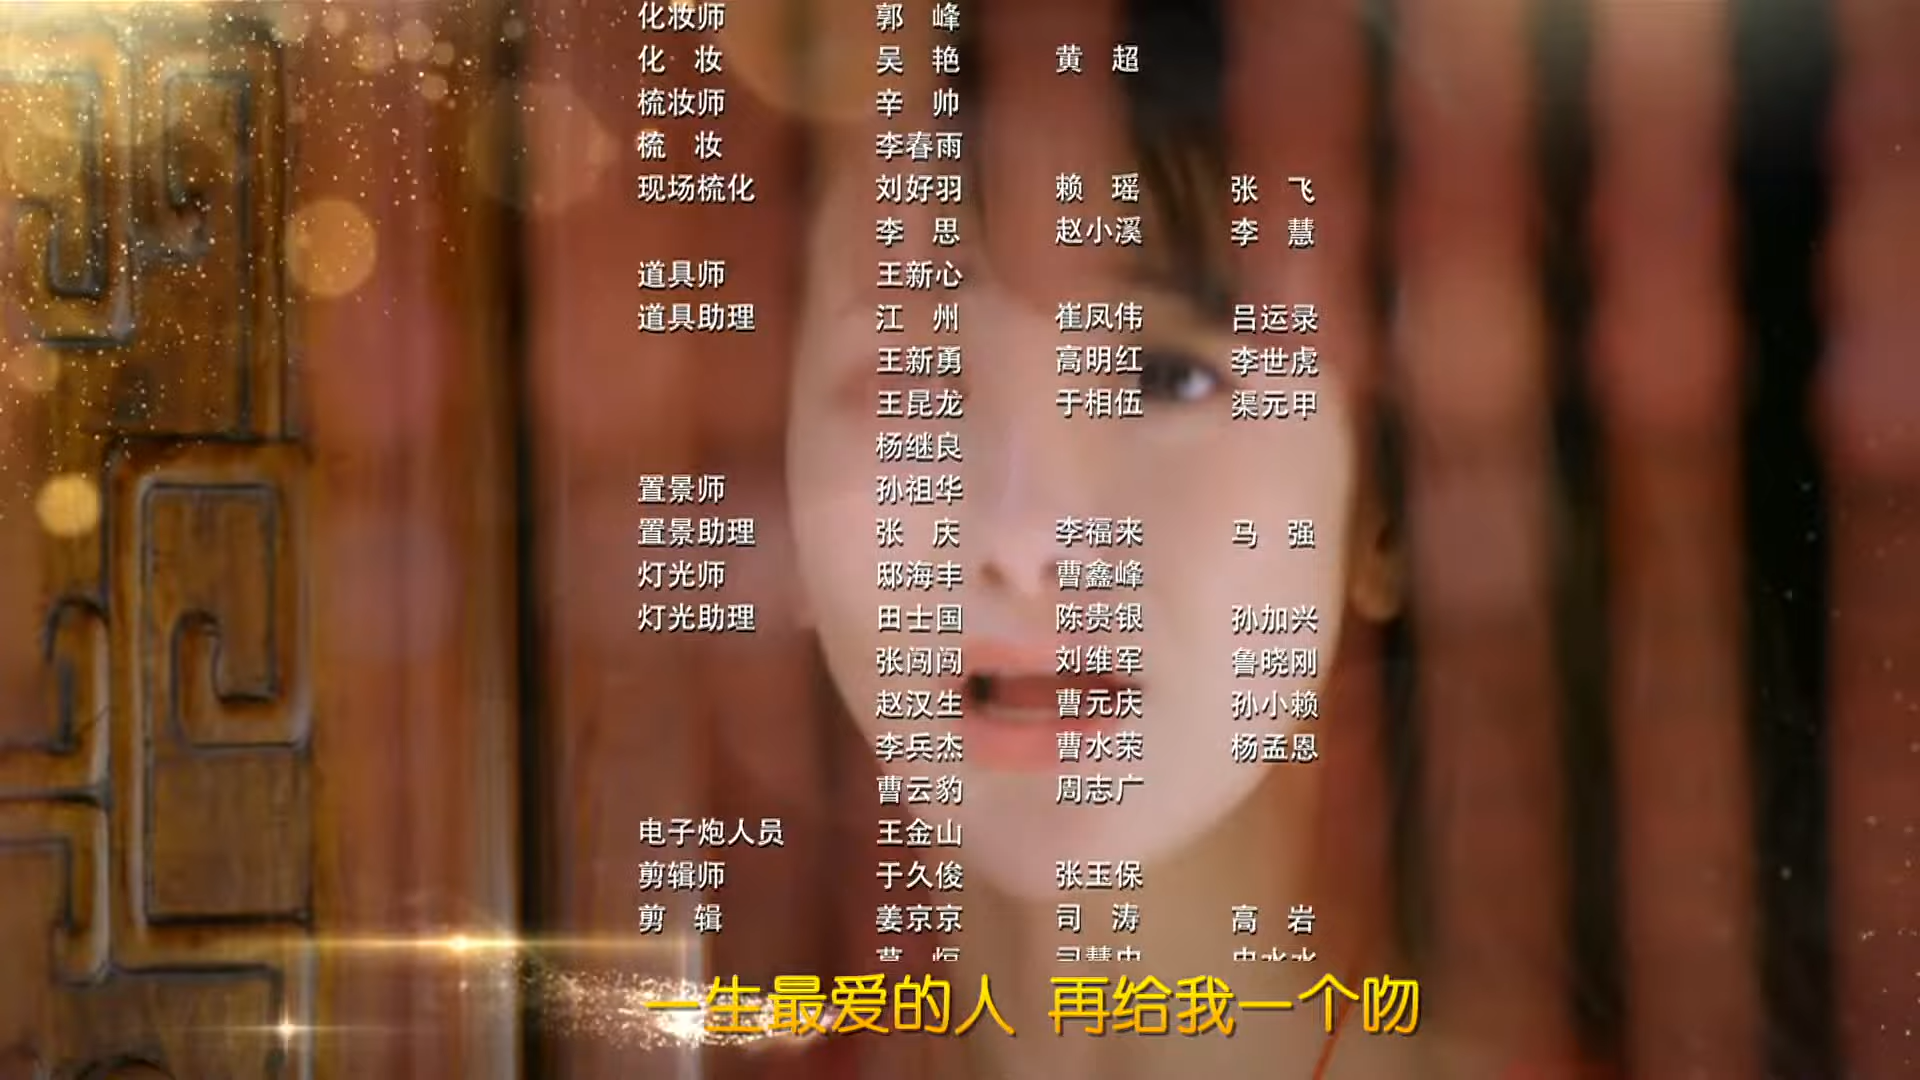 化妆师 郭 峰
化 妆 吴 艳 黄 超
梳妆师 辛 帅
梳 妆 李春雨
现场梳化 刘好羽 赖 瑶 张 飞
李 思 赵小溪 李 慧
道具师 王新心
道具助理 江 州 崔凤伟 吕运录
王新勇 高明红 李世虎
王昆龙 于相伍 渠元甲
杨继良
置景师 孙祖华
置景助理 张 庆 李福来 马 强
灯光师 邸海丰 曹鑫峰
灯光助理 田士国 陈贵银 孙加兴
张闯闯 刘维军 鲁晓刚
赵汉生 曹元庆 孙小赖
李兵杰 曹水荣 杨孟恩
曹云豹 周志广
电子炮人员 王金山
剪辑师 于久俊 张玉保
剪 辑 姜京京 司 涛 高 岩
一生最爱的人 再给我一个吻